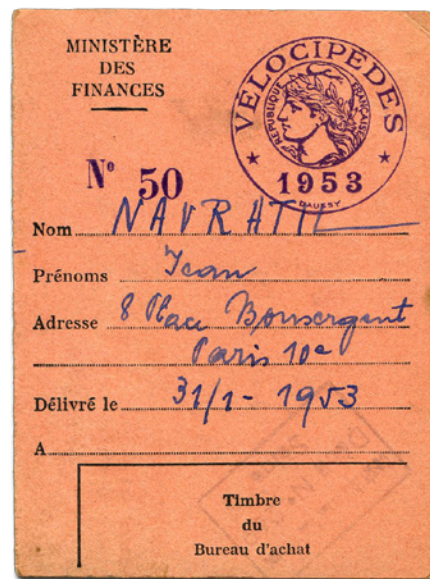 MINISTÈRE
DES
FINANCES
VÉLOCIPÈDES
RÉPUBLIQUE FRANÇAISE
1953
DAUSSY
N° 50
Nom NAVRATIL
Prénoms Jean
Adresse 8 Place Bonsergent
Paris 10e
Délivré le 31/1 - 1953
A
Timbre
du
Bureau d'achat